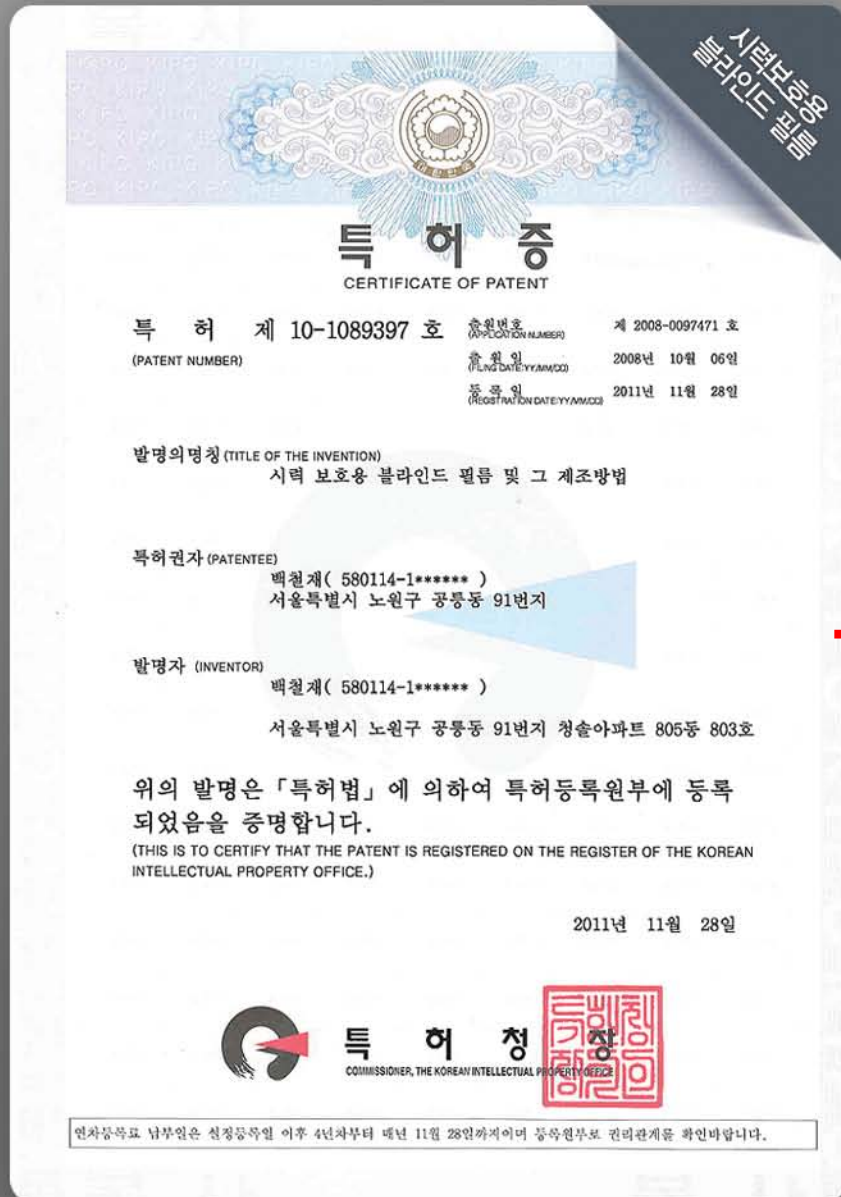 시력보호용
블라인드 필름
특 허 증
CERTIFICATE OF PATENT
특 허 제 10-1089397 호
(PATENT NUMBER)
출원번호 제 2008-0097471 호
(APPLICATION NUMBER)
출 원 일 2008년 10월 06일
(FILING DATE:YY/MM/DD)
등 록 일 2011년 11월 28일
(REGISTRATION DATE:YY/MM/DD)
발명의명칭 (TITLE OF THE INVENTION)
시력 보호용 블라인드 필름 및 그 제조방법
특허권자 (PATENTEE)
백철재( 580114-1****** )
서울특별시 노원구 공릉동 91번지
발명자 (INVENTOR)
백철재( 580114-1****** )
서울특별시 노원구 공릉동 91번지 청솔아파트 805동 803호
위의 발명은 「특허법」에 의하여 특허등록원부에 등록
되었음을 증명합니다.
(THIS IS TO CERTIFY THAT THE PATENT IS REGISTERED ON THE REGISTER OF THE KOREAN
INTELLECTUAL PROPERTY OFFICE.)
2011년 11월 28일
특 허 청 장
COMMISSIONER, THE KOREAN INTELLECTUAL PROPERTY OFFICE
연차등록료 납부일은 설정등록일 이후 4년차부터 매년 11월 28일까지이며 등록원부로 권리관계를 확인바랍니다.